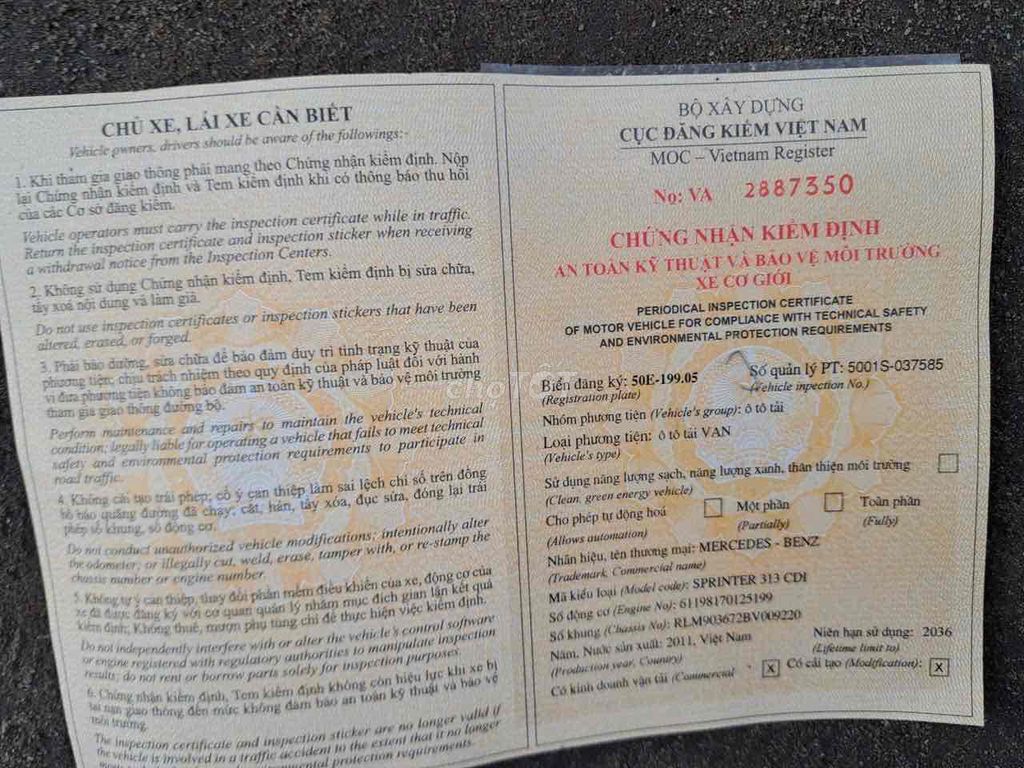 CHỦ XE, LÁI XE CẦN BIẾT
Vehicle owners, drivers should be aware of the followings:-
1. Khi tham gia giao thông phải mang theo Chứng nhận kiểm định. Nộp
lại Chứng nhận kiểm định và Tem kiểm định khi có thông báo thu hồi
của các Cơ sở đăng kiểm.
Vehicle operators must carry the inspection certificate while in traffic.
Return the inspection certificate and inspection sticker when receiving
a withdrawal notice from the Inspection Centers.
2. Không sử dụng Chứng nhận kiểm định, Tem kiểm định bị sửa chữa,
tẩy xoá nội dung và làm giả.
Do not use inspection certificates or inspection stickers that have been
altered, erased, or forged.
3. Phải bảo dưỡng, sửa chữa để bảo đảm duy trì tình trạng kỹ thuật của
phương tiện; chịu trách nhiệm theo quy định của pháp luật đối với hành
vi đưa phương tiện không bảo đảm an toàn kỹ thuật và bảo vệ môi trường
tham gia giao thông đường bộ.
Perform maintenance and repairs to maintain the vehicle's technical
condition; legally liable for operating a vehicle that fails to meet technical
safety and environmental protection requirements to participate in
road traffic.
4. Không cải tạo trái phép; cố ý can thiệp làm sai lệch chỉ số trên đồng
hồ báo quãng đường đã chạy; cắt, hàn, tẩy xóa, đục sửa, đóng lại trái
phép số khung, số động cơ.
Do not conduct unauthorized vehicle modifications; intentionally alter
the odometer; or illegally cut, weld, erase, tamper with, or re-stamp the
chassis number or engine number.
5. Không tự ý can thiệp, thay đổi phần mềm điều khiển của xe, động cơ của
xe đã được đăng ký với cơ quan quản lý nhằm mục đích gian lận kết quả
kiểm định; Không thuê, mượn phụ tùng chỉ để thực hiện việc kiểm định.
Do not independently interfere with or alter the vehicle's control software
or engine registered with regulatory authorities to manipulate inspection
results; do not rent or borrow parts solely for inspection purposes.
6. Chứng nhận kiểm định, Tem kiểm định không còn hiệu lực khi xe bị
tai nạn giao thông đến mức không đảm bảo an toàn kỹ thuật và bảo vệ
môi trường.
The inspection certificate and inspection sticker are no longer valid if
the vehicle is involved in a traffic accident to the extent that it no longer
environmental protection requirements.
BỘ XÂY DỰNG
CỤC ĐĂNG KIỂM VIỆT NAM
MOC – Vietnam Register
No: VA 2887350
CHỨNG NHẬN KIỂM ĐỊNH
AN TOÀN KỸ THUẬT VÀ BẢO VỆ MÔI TRƯỜNG
XE CƠ GIỚI
PERIODICAL INSPECTION CERTIFICATE
OF MOTOR VEHICLE FOR COMPLIANCE WITH TECHNICAL SAFETY
AND ENVIRONMENTAL PROTECTION REQUIREMENTS
Biển đăng ký: 50E-199.05 Số quản lý PT: 5001S-037585
(Registration plate) (Vehicle inpection No.)
Nhóm phương tiện (Vehicle's group): ô tô tải
Loại phương tiện: ô tô tải VAN
(Vehicle's type)
Sử dụng năng lượng sạch, năng lượng xanh, thân thiện môi trường
(Clean, green energy vehicle)
Cho phép tự động hoá Một phần Toàn phần
(Allows automation) (Partially) (Fully)
Nhãn hiệu, tên thương mại: MERCEDES - BENZ
(Trademark, Commercial name)
Mã kiểu loại (Model code): SPRINTER 313 CDI
Số động cơ (Engine No): 61198170125199
Số khung (Chassis No): RLM903672BV009220
Năm, Nước sản xuất: 2011, Việt Nam Niên hạn sử dụng: 2036
(Production year, Country) (Lifetime limit to)
Có kinh doanh vận tải (Commercial X Có cải tạo (Modification): X